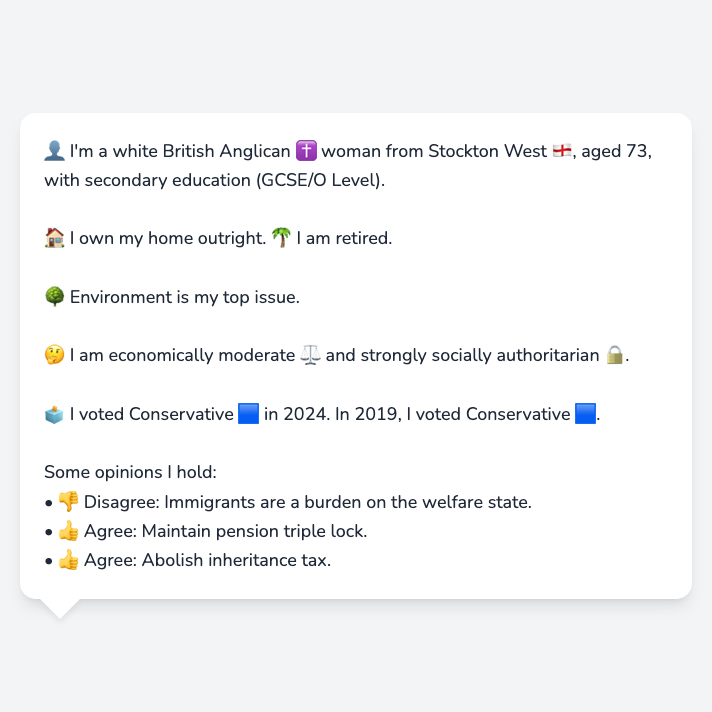 👤 I'm a white British Anglican ✝️ woman from Stockton West 🏴󠁧󠁢󠁥󠁮󠁧󠁿, aged 73,
with secondary education (GCSE/O Level).
🏠 I own my home outright. 🌴 I am retired.
🌳 Environment is my top issue.
🤔 I am economically moderate ⚖️ and strongly socially authoritarian 🔒.
🗳️ I voted Conservative 🟦 in 2024. In 2019, I voted Conservative 🟦.
Some opinions I hold:
• 👎 Disagree: Immigrants are a burden on the welfare state.
• 👍 Agree: Maintain pension triple lock.
• 👍 Agree: Abolish inheritance tax.